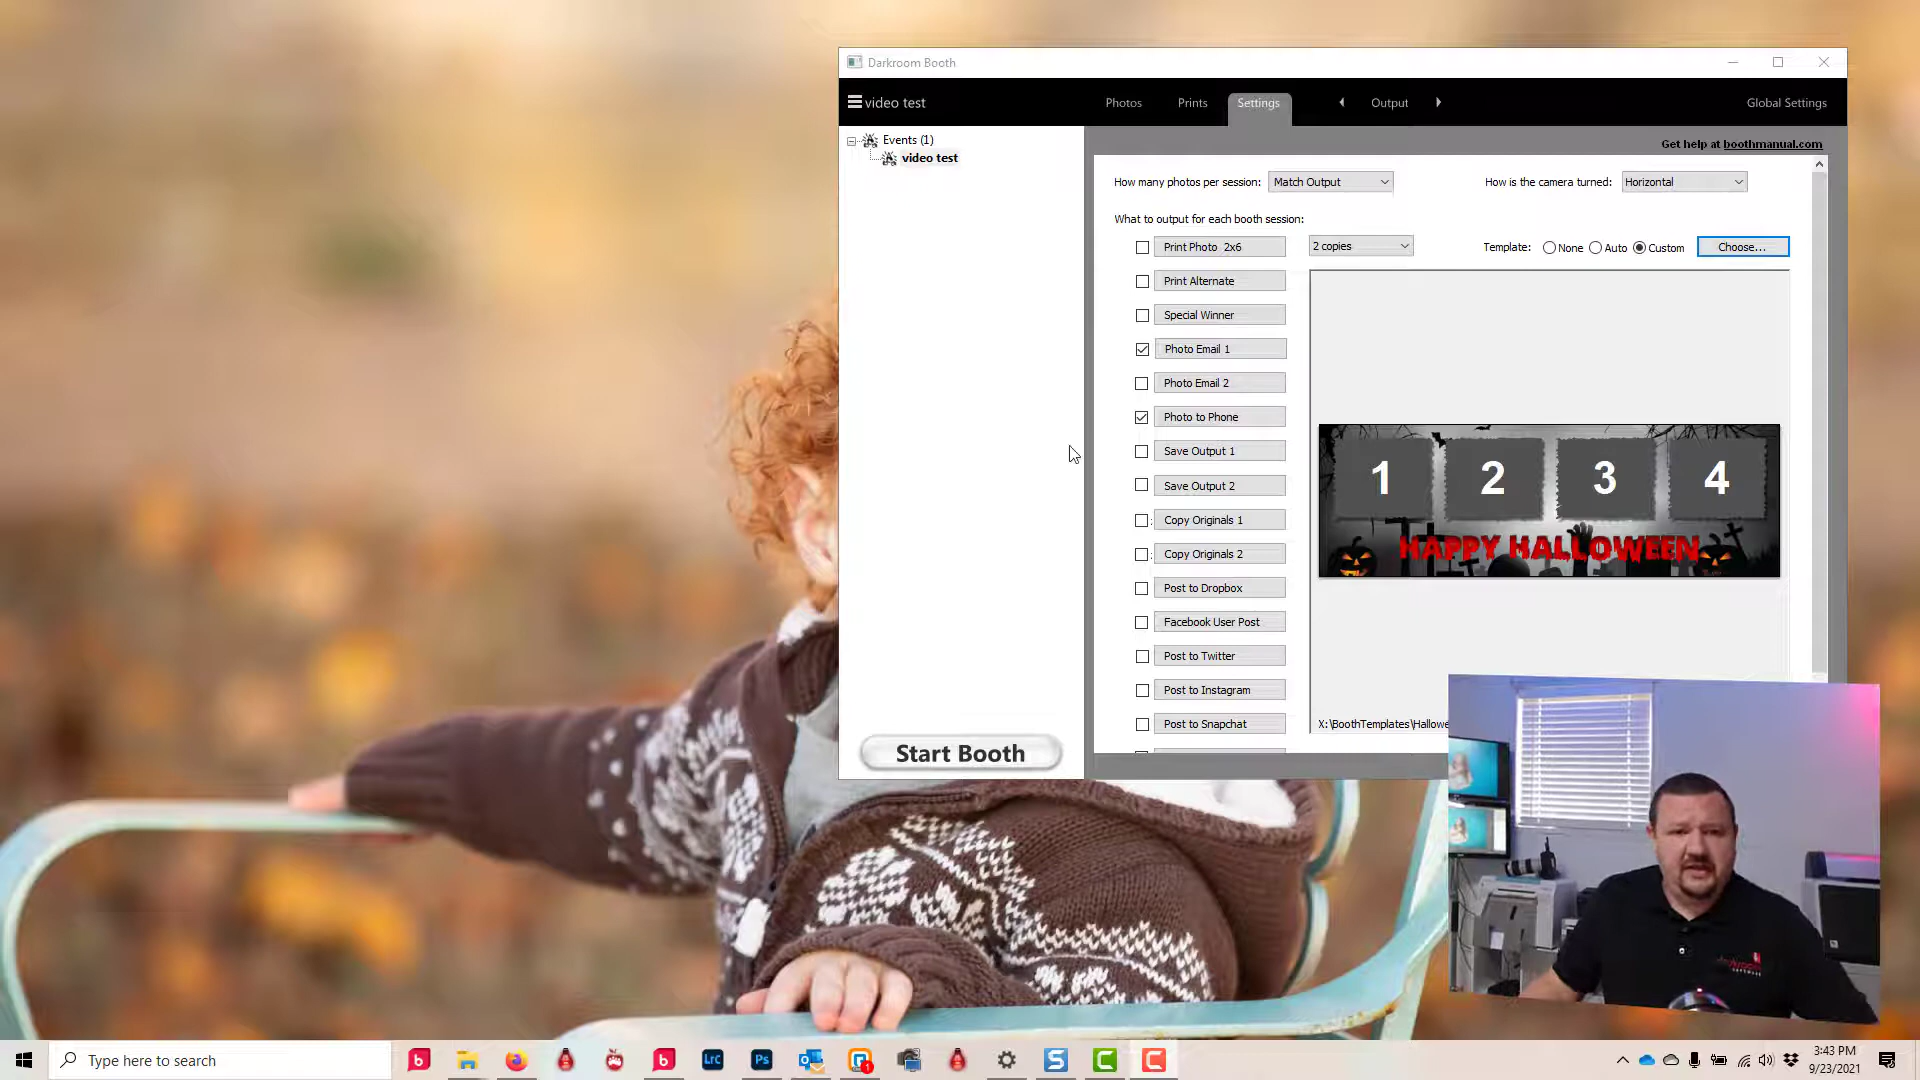 Darkroom Booth
video test
Photos
Prints
Settings
Output
Global Settings
Events (1)
video test
Get help at boothmanual.com
How many photos per session:
Match Output
How is the camera turned:
Horizontal
What to output for each booth session:
Print Photo 2x6
2 copies
Template:
None
Auto
Custom
Choose...
Print Alternate
Special Winner
Photo Email 1
Photo Email 2
Photo to Phone
Save Output 1
Save Output 2
Copy Originals 1
Copy Originals 2
Post to Dropbox
Facebook User Post
Post to Twitter
Post to Instagram
Post to Snapchat
1 2 3 4
HAPPY HALLOWEEN
X:\BoothTemplates\Hallowe
Start Booth
Type here to search
b
b
LrC
Ps
1
S
C
C
3:43 PM
9/23/2021